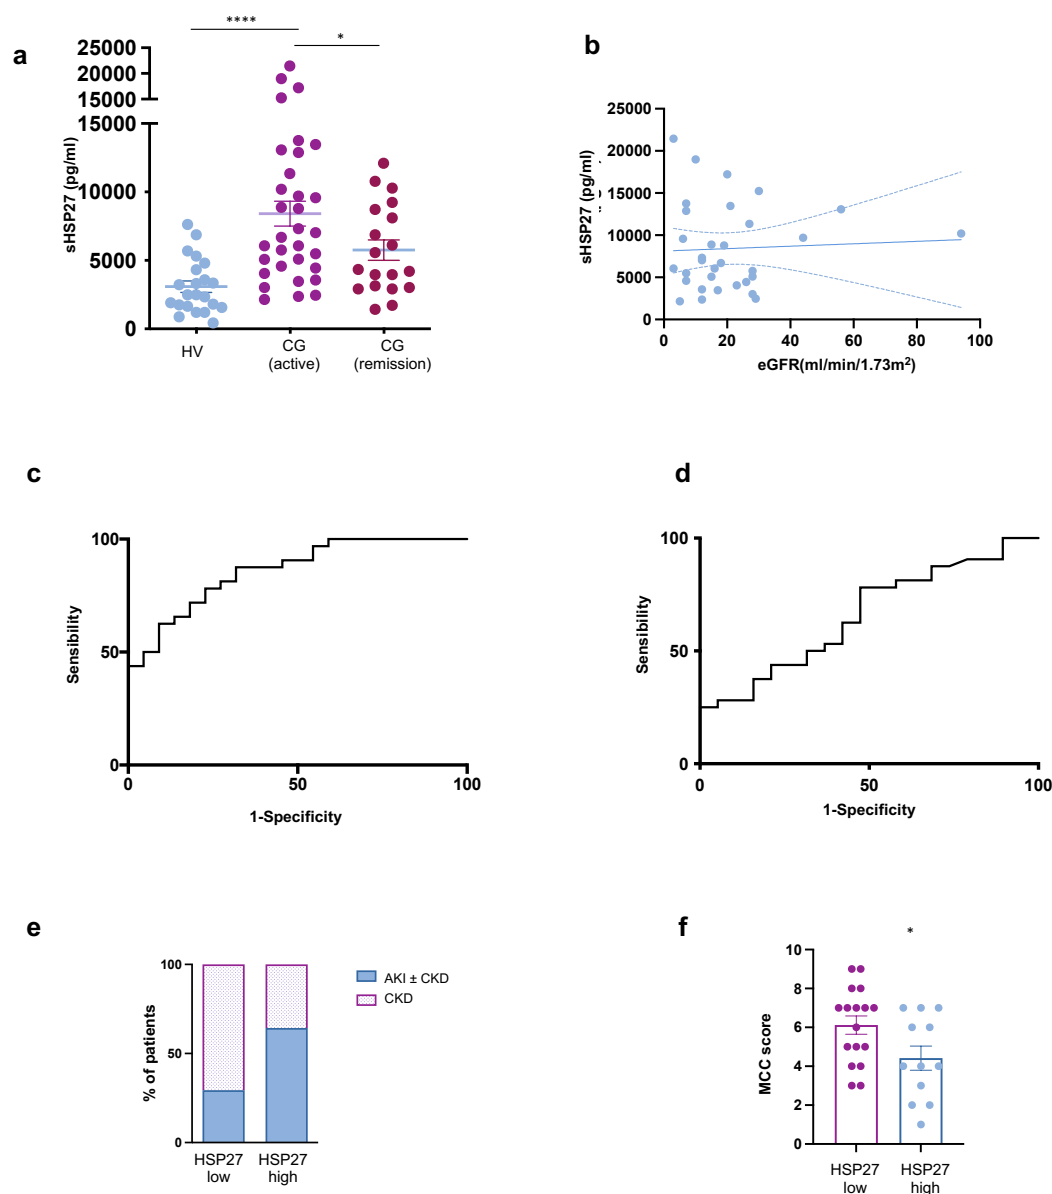 a
****
*
25000
20000
15000
15000
10000
5000
0
sHSP27 (pg/ml)
HV
CG
(active)
CG
(remission)
b
25000
20000
15000
10000
5000
0
sHSP27 (pg/ml)
0 20 40 60 80 100
eGFR(ml/min/1.73m²)
c
100
50
0
Sensibility
0 50 100
1-Specificity
d
100
50
0
Sensibility
0 50 100
1-Specificity
e
100
50
0
% of patients
HSP27
low
HSP27
high
AKI ± CKD
CKD
f
*
10
8
6
4
2
0
MCC score
HSP27
low
HSP27
high